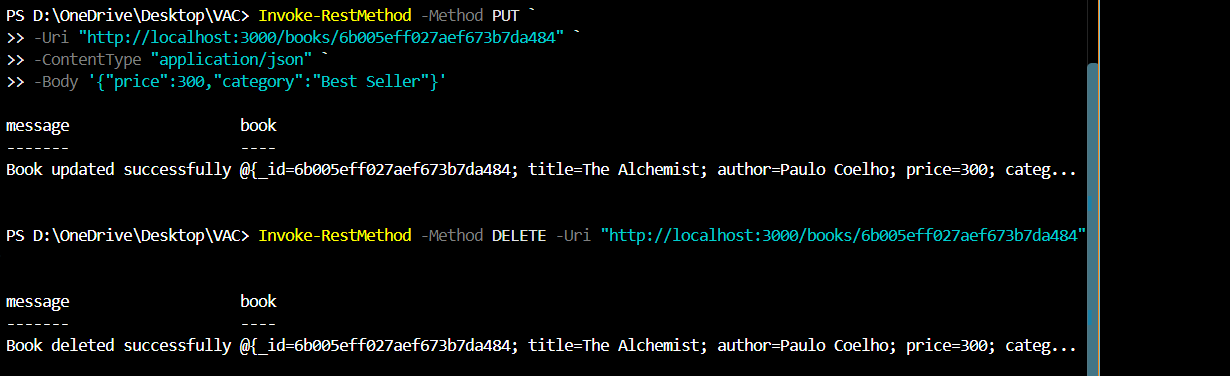 PS D:\OneDrive\Desktop\VAC> Invoke-RestMethod -Method PUT `
>> -Uri "http://localhost:3000/books/6b005eff027aef673b7da484" `
>> -ContentType "application/json" `
>> -Body '{"price":300,"category":"Best Seller"}'
message book
------- ----
Book updated successfully @{_id=6b005eff027aef673b7da484; title=The Alchemist; author=Paulo Coelho; price=300; categ...
PS D:\OneDrive\Desktop\VAC> Invoke-RestMethod -Method DELETE -Uri "http://localhost:3000/books/6b005eff027aef673b7da484"
message book
------- ----
Book deleted successfully @{_id=6b005eff027aef673b7da484; title=The Alchemist; author=Paulo Coelho; price=300; categ...